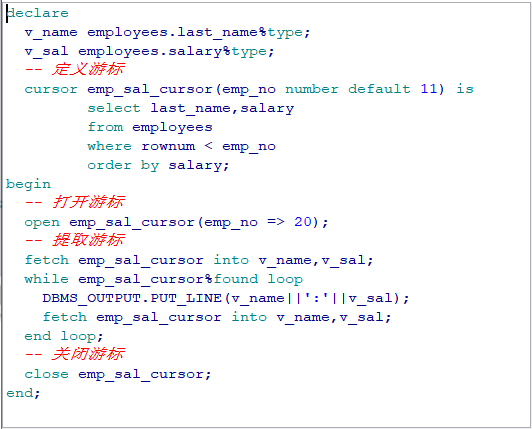 declare
v_name employees.last_name%type;
v_sal employees.salary%type;
-- 定义游标
cursor emp_sal_cursor(emp_no number default 11) is
select last_name,salary
from employees
where rownum < emp_no
order by salary;
begin
-- 打开游标
open emp_sal_cursor(emp_no => 20);
-- 提取游标
fetch emp_sal_cursor into v_name,v_sal;
while emp_sal_cursor%found loop
DBMS_OUTPUT.PUT_LINE(v_name||':'||v_sal);
fetch emp_sal_cursor into v_name,v_sal;
end loop;
-- 关闭游标
close emp_sal_cursor;
end;